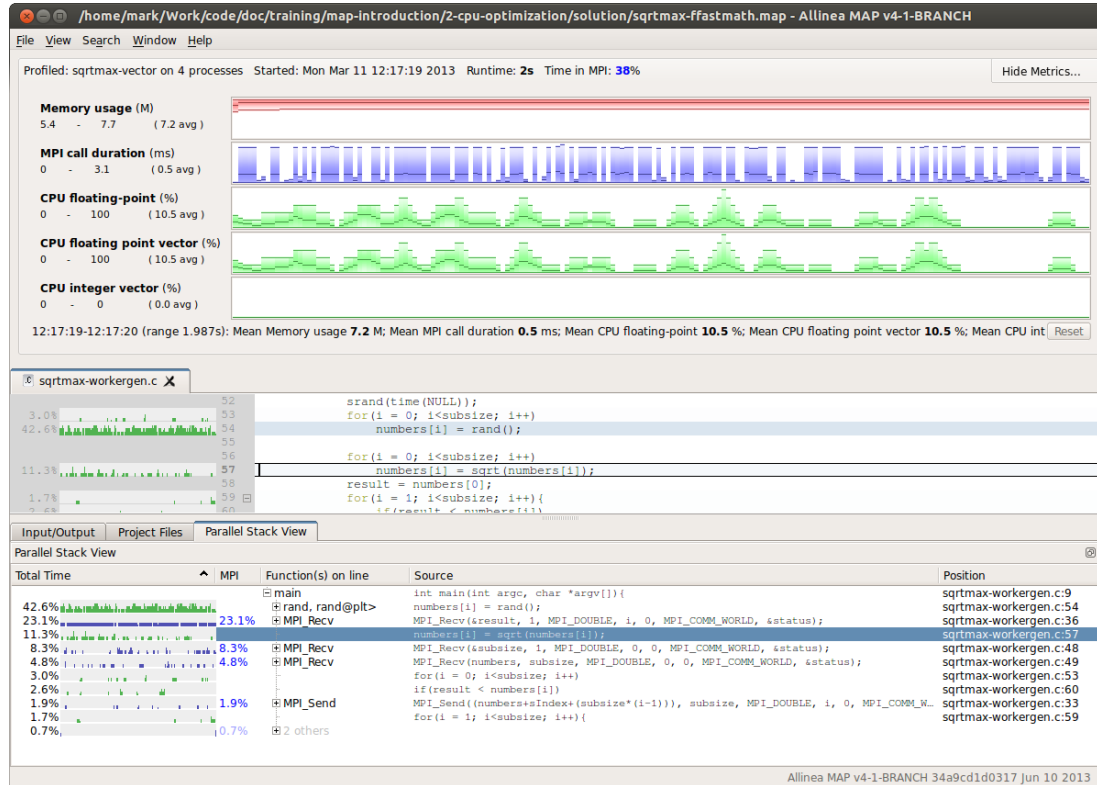 /home/mark/Work/code/doc/training/map-introduction/2-cpu-optimization/solution/sqrtmax-ffastmath.map - Allinea MAP v4-1-BRANCH
File View Search Window Help
Profiled: sqrtmax-vector on 4 processes Started: Mon Mar 11 12:17:19 2013 Runtime: 2s Time in MPI: 38%
Hide Metrics...
Memory usage (M)
5.4 - 7.7 ( 7.2 avg )
MPI call duration (ms)
0 - 3.1 ( 0.5 avg )
CPU floating-point (%)
0 - 100 ( 10.5 avg )
CPU floating point vector (%)
0 - 100 ( 10.5 avg )
CPU integer vector (%)
0 - 0 ( 0.0 avg )
12:17:19-12:17:20 (range 1.987s): Mean Memory usage 7.2 M; Mean MPI call duration 0.5 ms; Mean CPU floating-point 10.5 %; Mean CPU floating point vector 10.5 %; Mean CPU int Reset
sqrtmax-workergen.c
52 srand(time(NULL));
3.0% 53 for(i = 0; i<subsize; i++)
42.6% 54 numbers[i] = rand();
55
56 for(i = 0; i<subsize; i++)
11.3% 57 numbers[i] = sqrt(numbers[i]);
58 result = numbers[0];
1.7% 59 for(i = 1; i<subsize; i++){
2.6% 60 if(result < numbers[i])
Input/Output Project Files Parallel Stack View
Parallel Stack View
Total Time MPI Function(s) on line Source Position
main int main(int argc, char *argv[]){ sqrtmax-workergen.c:9
42.6% rand, rand@plt> numbers[i] = rand(); sqrtmax-workergen.c:54
23.1% 23.1% MPI_Recv MPI_Recv(&result, 1, MPI_DOUBLE, i, 0, MPI_COMM_WORLD, &status); sqrtmax-workergen.c:36
11.3% numbers[i] = sqrt(numbers[i]); sqrtmax-workergen.c:57
8.3% 8.3% MPI_Recv MPI_Recv(&subsize, 1, MPI_DOUBLE, 0, 0, MPI_COMM_WORLD, &status); sqrtmax-workergen.c:48
4.8% 4.8% MPI_Recv MPI_Recv(numbers, subsize, MPI_DOUBLE, 0, 0, MPI_COMM_WORLD, &status); sqrtmax-workergen.c:49
3.0% for(i = 0; i<subsize; i++) sqrtmax-workergen.c:53
2.6% if(result < numbers[i]) sqrtmax-workergen.c:60
1.9% 1.9% MPI_Send MPI_Send((numbers+sIndex+(subsize*(i-1))), subsize, MPI_DOUBLE, i, 0, MPI_COMM_W... sqrtmax-workergen.c:33
1.7% for(i = 1; i<subsize; i++){ sqrtmax-workergen.c:59
0.7% 0.7% 2 others
Allinea MAP v4-1-BRANCH 34a9cd1d0317 Jun 10 2013